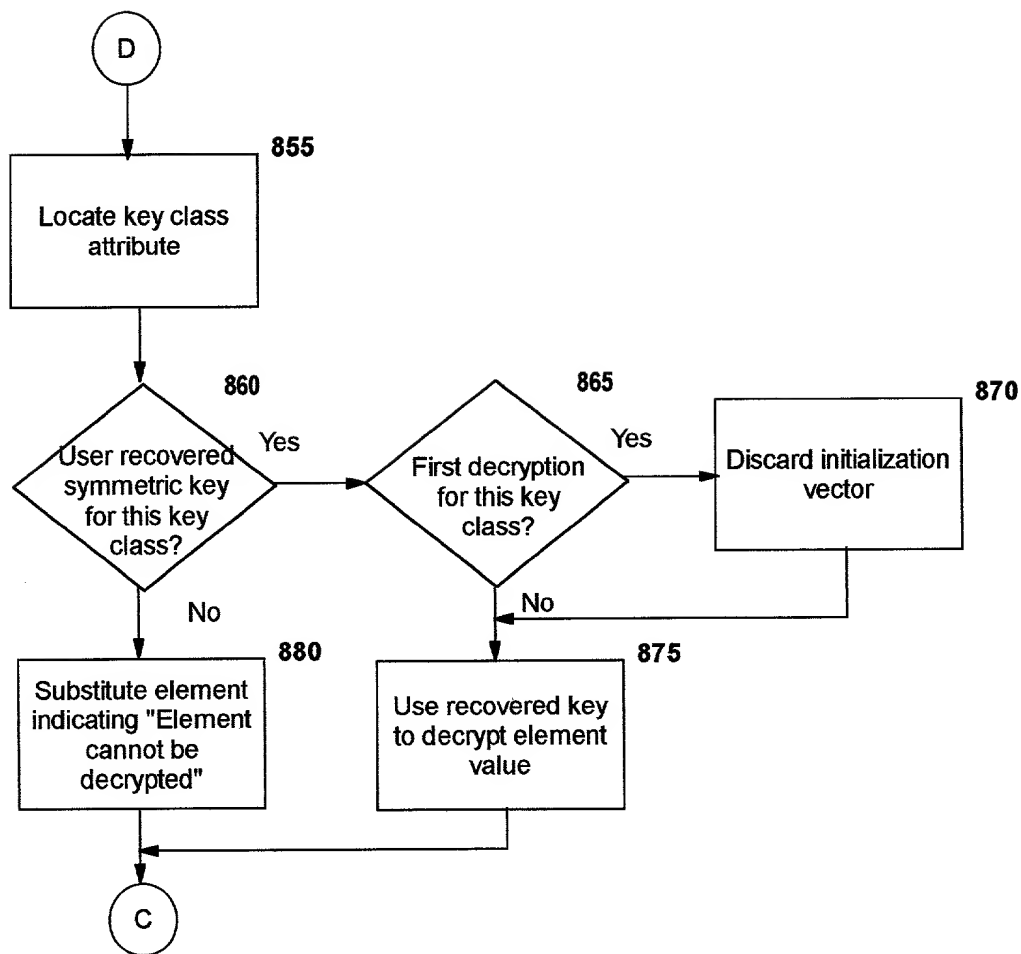 D
855
Locate key class
attribute
860
User recovered
symmetric key
for this key
class?
Yes
No
865
First decryption
for this key
class?
Yes
No
870
Discard initialization
vector
880
Substitute element
indicating "Element
cannot be
decrypted"
875
Use recovered key
to decrypt element
value
C